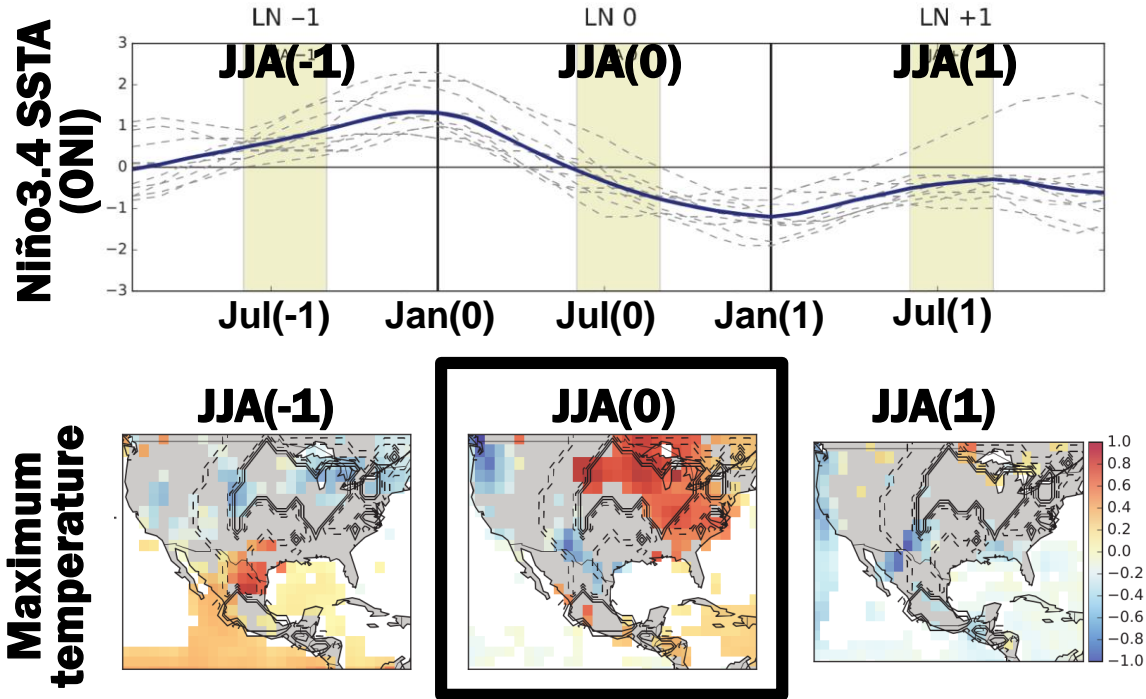 LN −1
LN 0
LN +1
JJA(-1)
JJA(0)
JJA(1)
Niño3.4 SSTA
(ONI)
3
2
1
0
−1
−2
−3
Jul(-1)
Jan(0)
Jul(0)
Jan(1)
Jul(1)
Maximum
temperature
JJA(-1)
JJA(0)
JJA(1)
1.0
0.8
0.6
0.4
0.2
0.0
−0.2
−0.4
−0.6
−0.8
−1.0